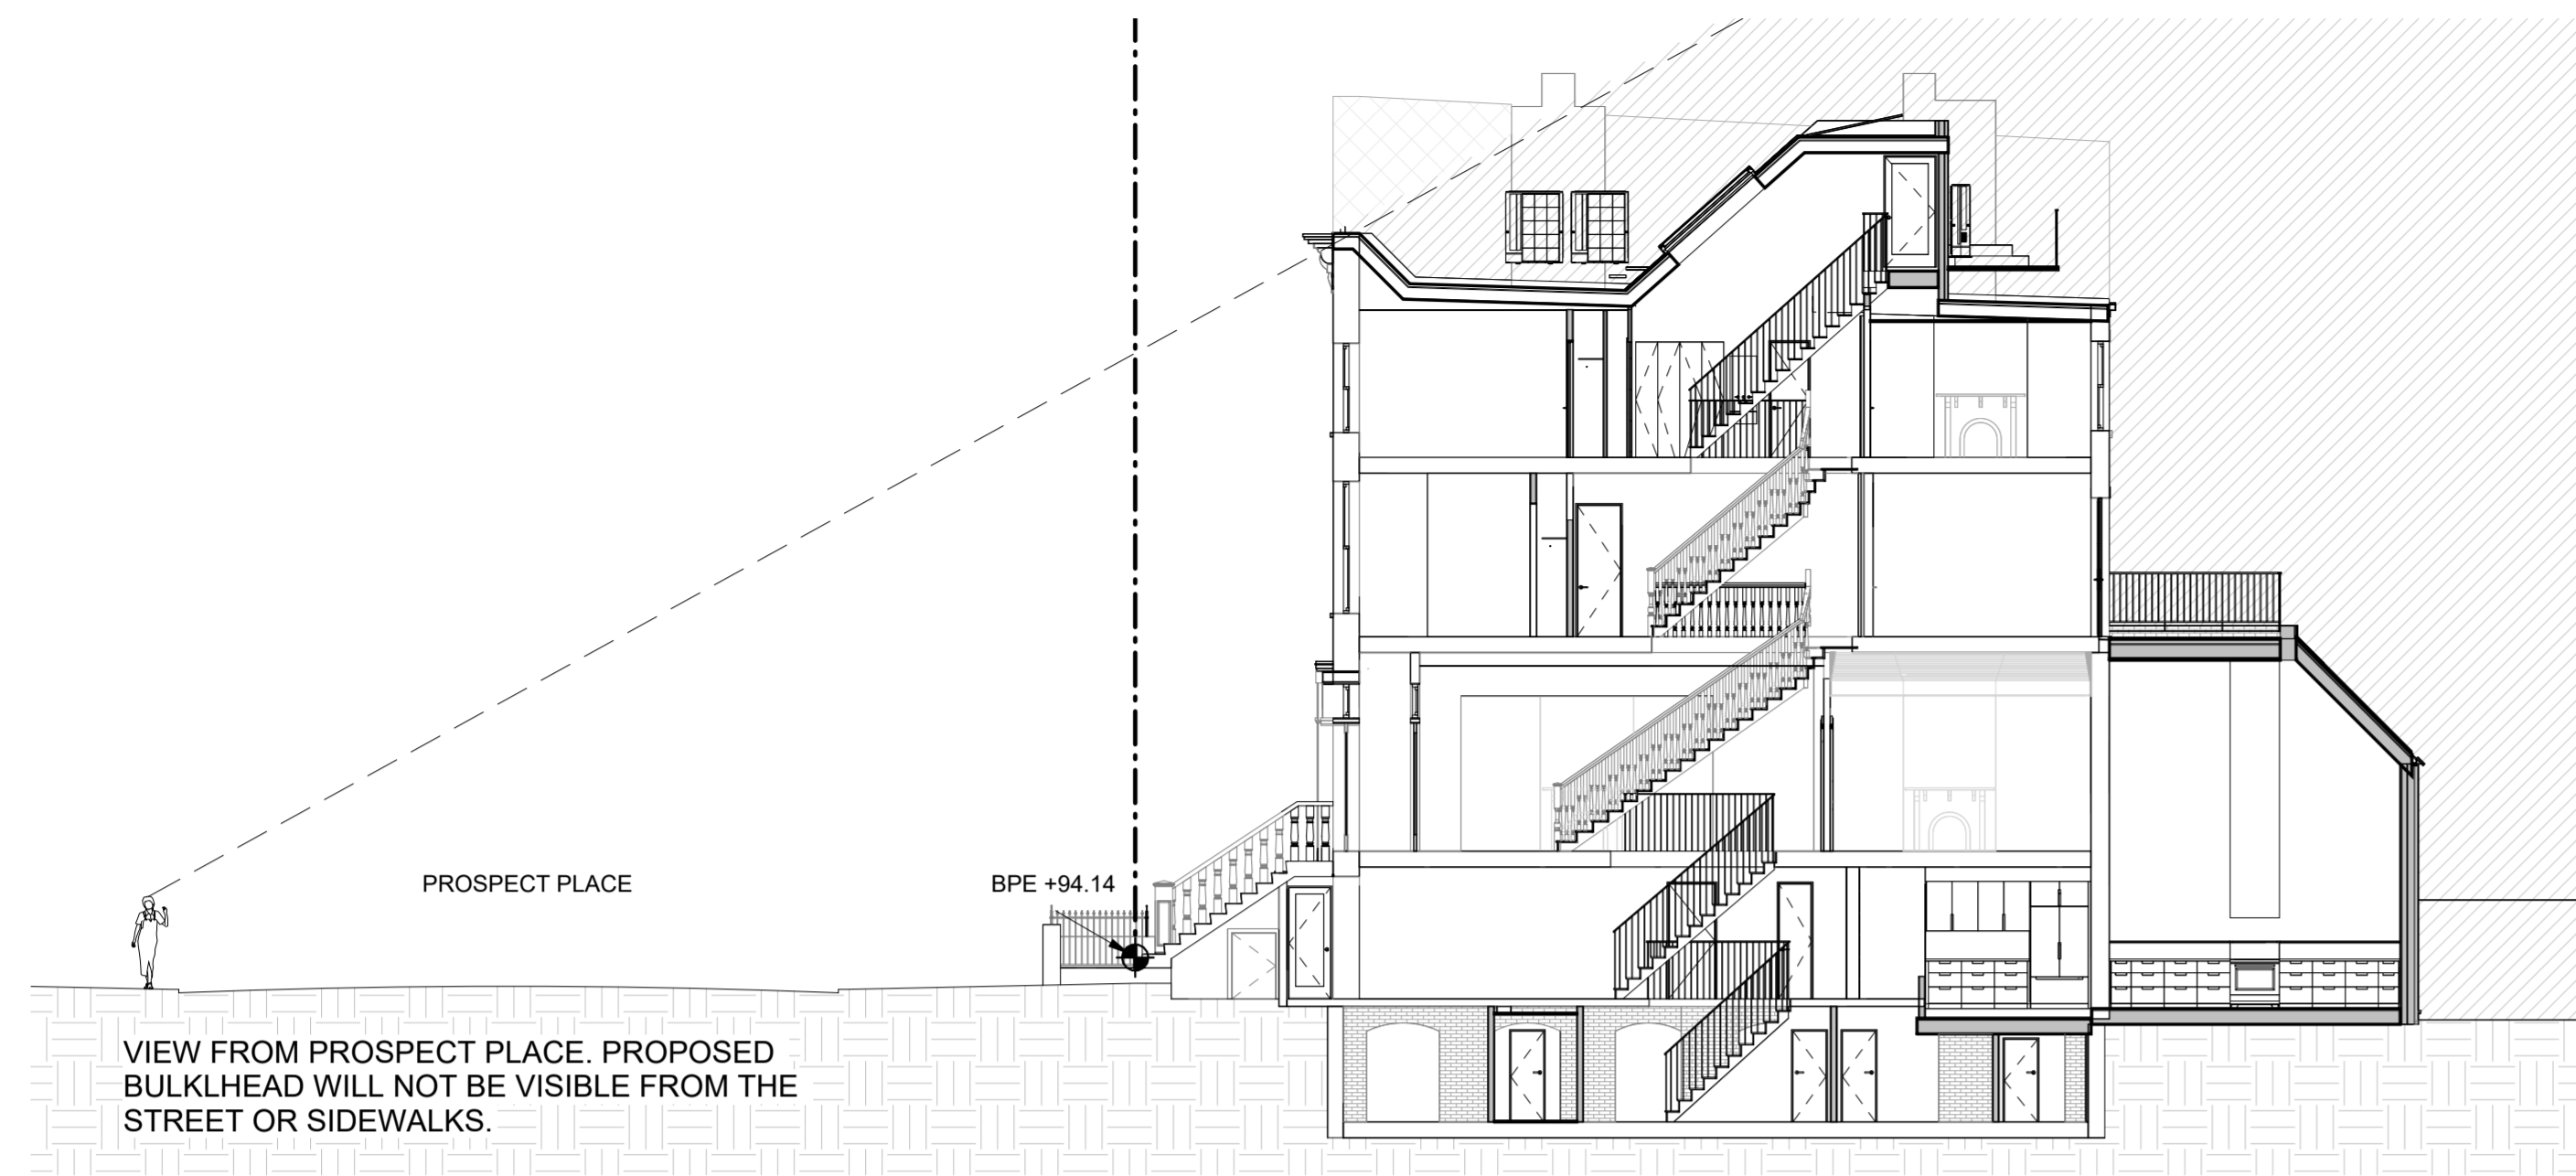 PROSPECT PLACE
BPE +94.14
VIEW FROM PROSPECT PLACE. PROPOSED
BULKLHEAD WILL NOT BE VISIBLE FROM THE
STREET OR SIDEWALKS.